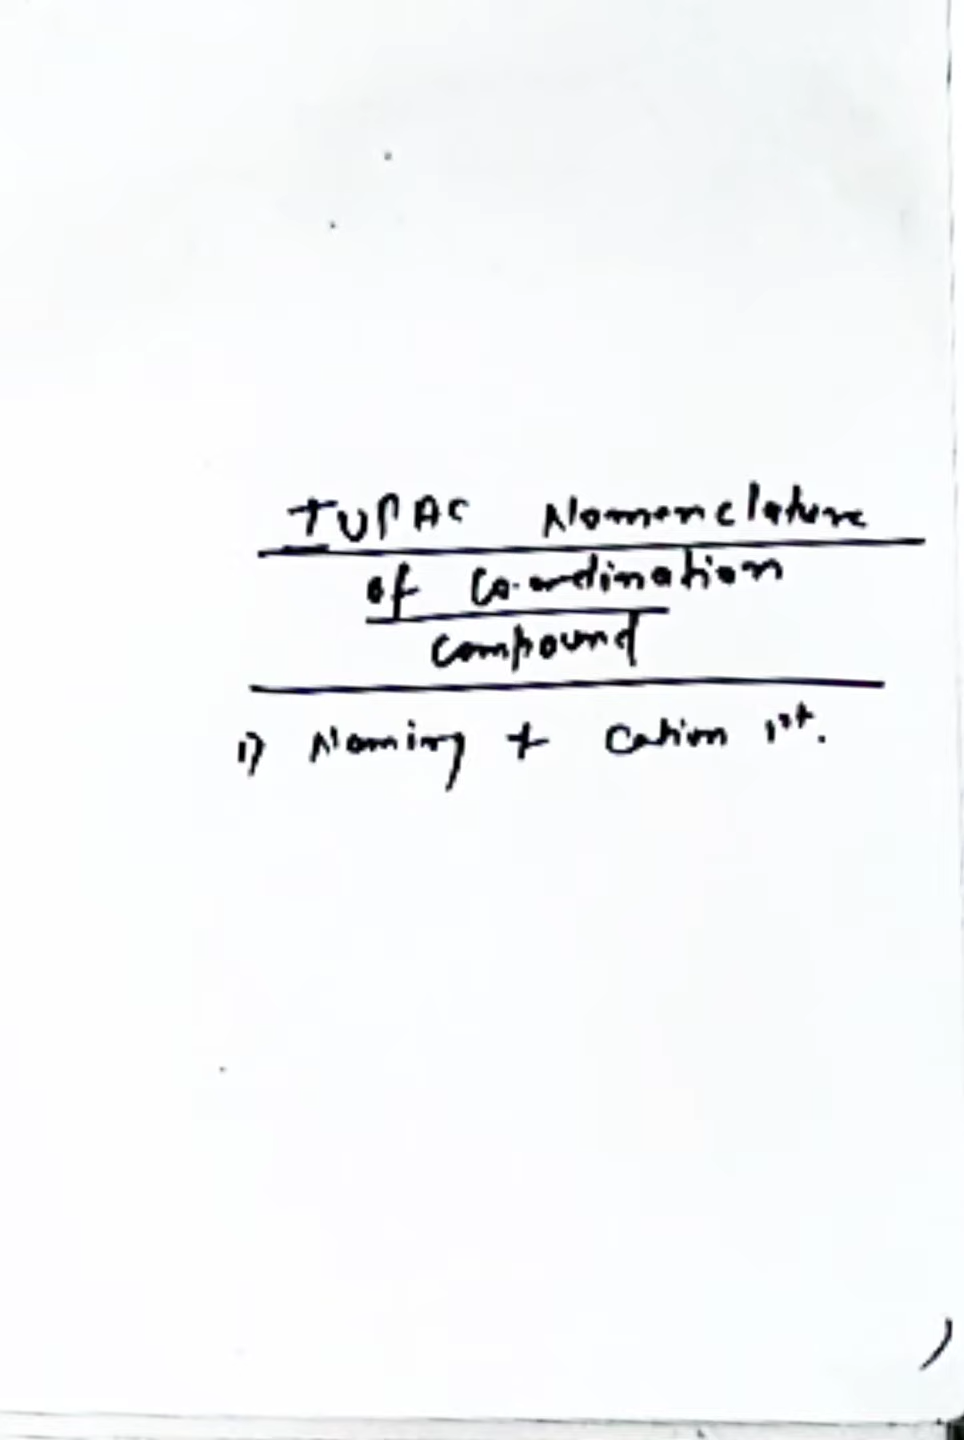 IUPAC Nomenclature
of Co-ordination
compound
1) Naming + Cation 1st.